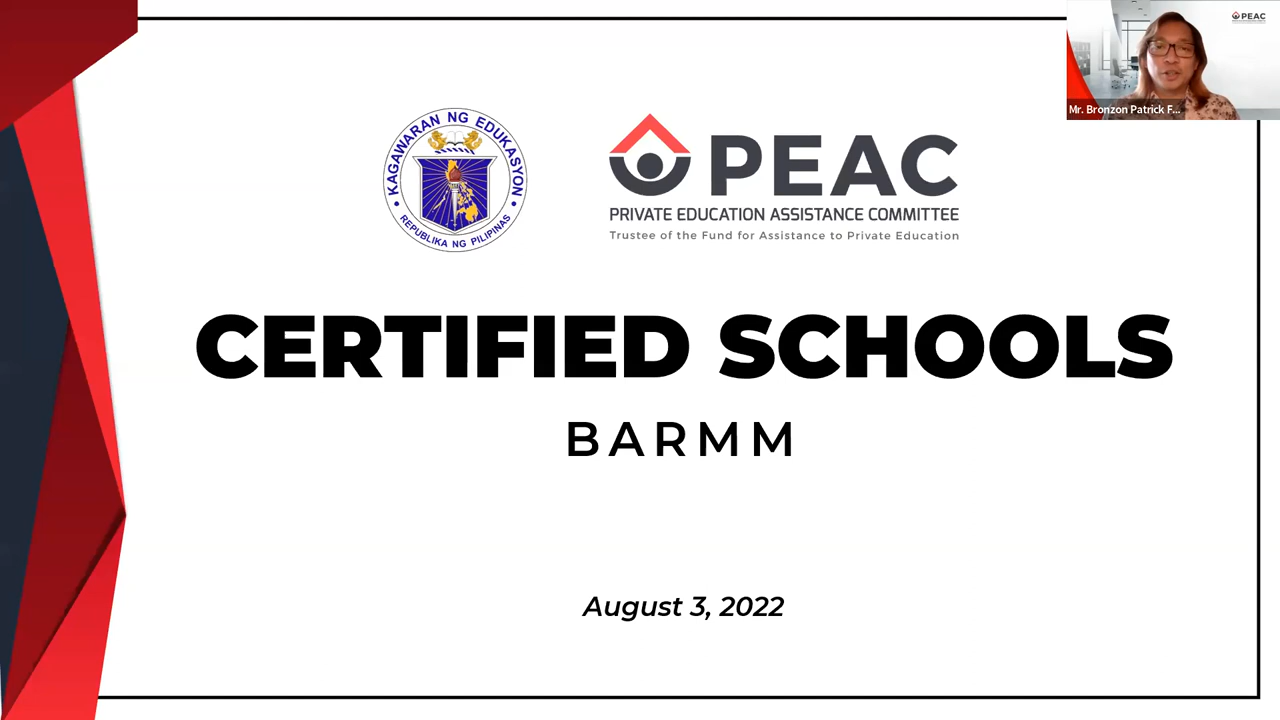 PEAC
Mr. Bronzon Patrick F...
KAGAWARAN NG EDUKASYON
REPUBLIKA NG PILIPINAS
PEAC
PRIVATE EDUCATION ASSISTANCE COMMITTEE
Trustee of the Fund for Assistance to Private Education
CERTIFIED SCHOOLS
BARMM
August 3, 2022